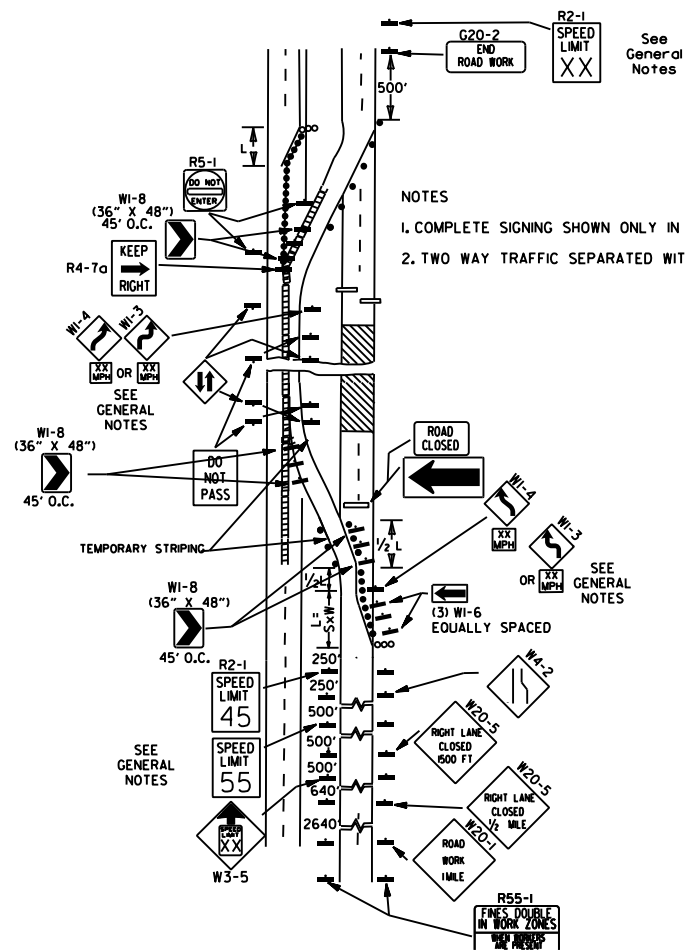 R2-1
SPEED
LIMIT
XX
See
General
Notes
G20-2
END
ROAD WORK
500'
L
R5-1
DO NOT
ENTER
W1-8
(36" X 48")
45' O.C.
KEEP
RIGHT
R4-7a
NOTES
1. COMPLETE SIGNING SHOWN ONLY IN
2. TWO WAY TRAFFIC SEPARATED WIT
W1-4
W1-3
XX
MPH
OR
XX
MPH
SEE
GENERAL
NOTES
W1-8
(36" X 48")
45' O.C.
DO
NOT
PASS
ROAD
CLOSED
W1-4
XX
MPH
W1-3
OR
XX
MPH
SEE
GENERAL
NOTES
TEMPORARY STRIPING
1/2 L
1/2 L
L=
SxW
W1-8
(36" X 48")
45' O.C.
(3) W1-6
EQUALLY SPACED
R2-1
SPEED
LIMIT
45
250'
250'
500'
500'
500'
640'
2640'
W4-2
SEE
GENERAL
NOTES
SPEED
LIMIT
55
W20-5
RIGHT LANE
CLOSED
1500 FT
W20-5
RIGHT LANE
CLOSED
1/2 MILE
SPEED
LIMIT
XX
W3-5
W20-1
ROAD
WORK
1 MILE
R55-1
FINES DOUBLE
IN WORK ZONES
WHEN WORKERS
ARE PRESENT